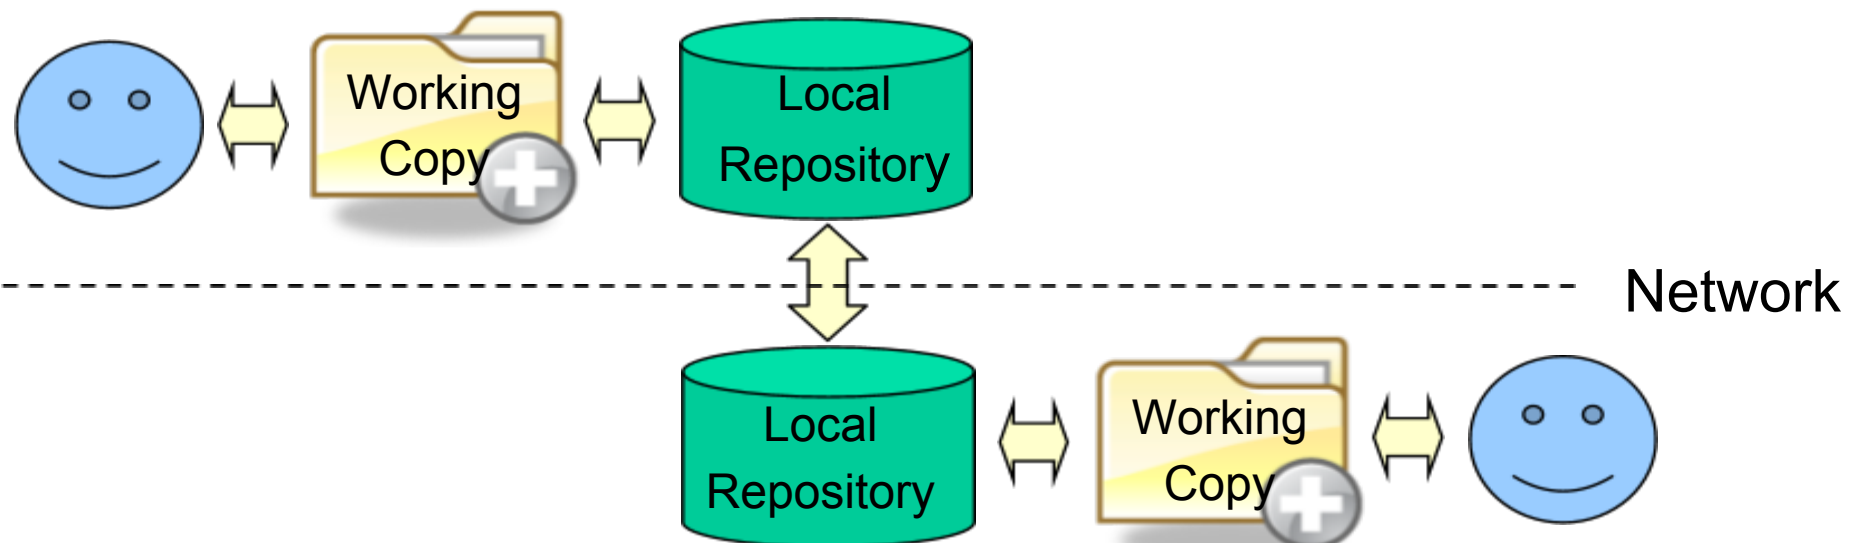 Working
Copy
Local
Repository
Network
Local
Repository
Working
Copy